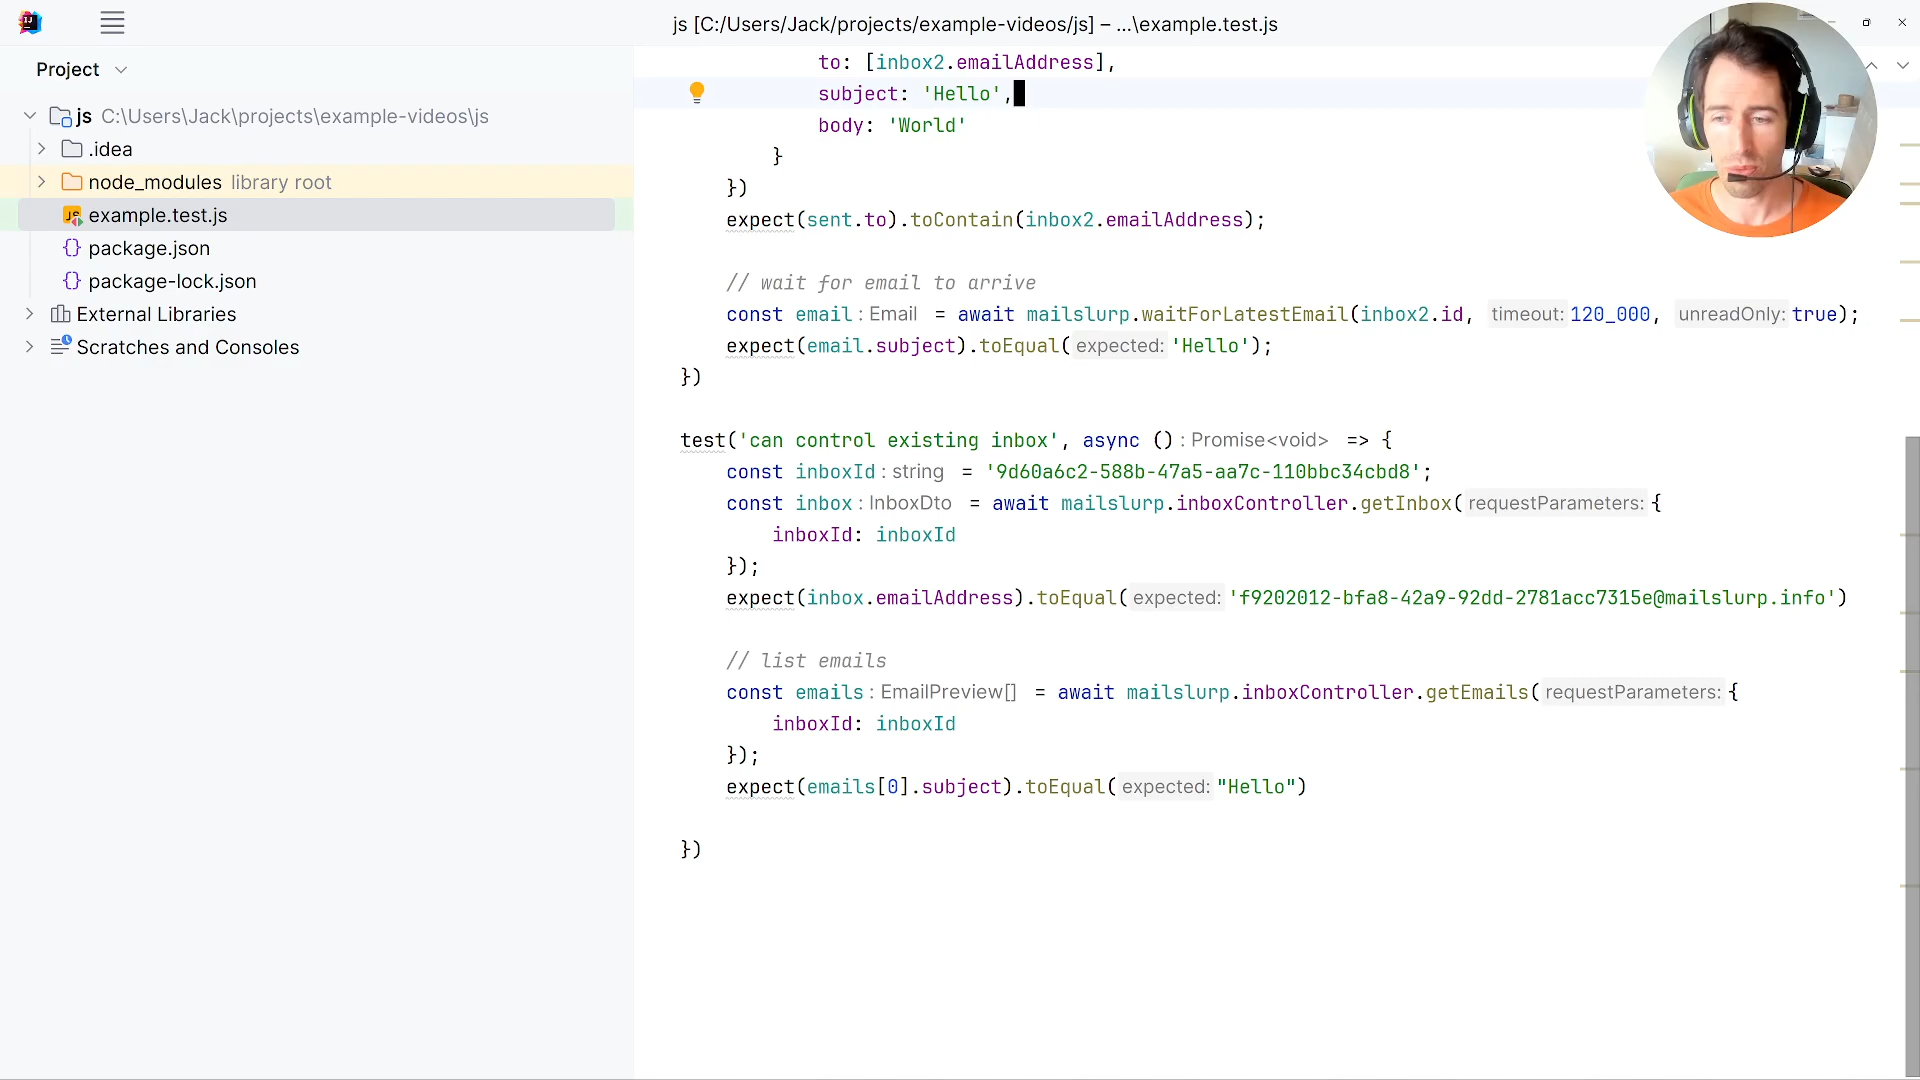 js [C:/Users/Jack/projects/example-videos/js] – ...\example.test.js
Project
js C:\Users\Jack\projects\example-videos\js
.idea
node_modules library root
example.test.js
package.json
package-lock.json
External Libraries
Scratches and Consoles
to: [inbox2.emailAddress],
subject: 'Hello',
body: 'World'
}
})
expect(sent.to).toContain(inbox2.emailAddress);
// wait for email to arrive
const email : Email = await mailslurp.waitForLatestEmail(inbox2.id, timeout: 120_000, unreadOnly: true);
expect(email.subject).toEqual( expected: 'Hello');
})
test('can control existing inbox', async () : Promise<void> => {
const inboxId : string = '9d60a6c2-588b-47a5-aa7c-110bbc34cbd8';
const inbox : InboxDto = await mailslurp.inboxController.getInbox( requestParameters: {
inboxId: inboxId
});
expect(inbox.emailAddress).toEqual( expected: 'f9202012-bfa8-42a9-92dd-2781acc7315e@mailslurp.info')
// list emails
const emails : EmailPreview[] = await mailslurp.inboxController.getEmails( requestParameters: {
inboxId: inboxId
});
expect(emails[0].subject).toEqual( expected: "Hello")
})